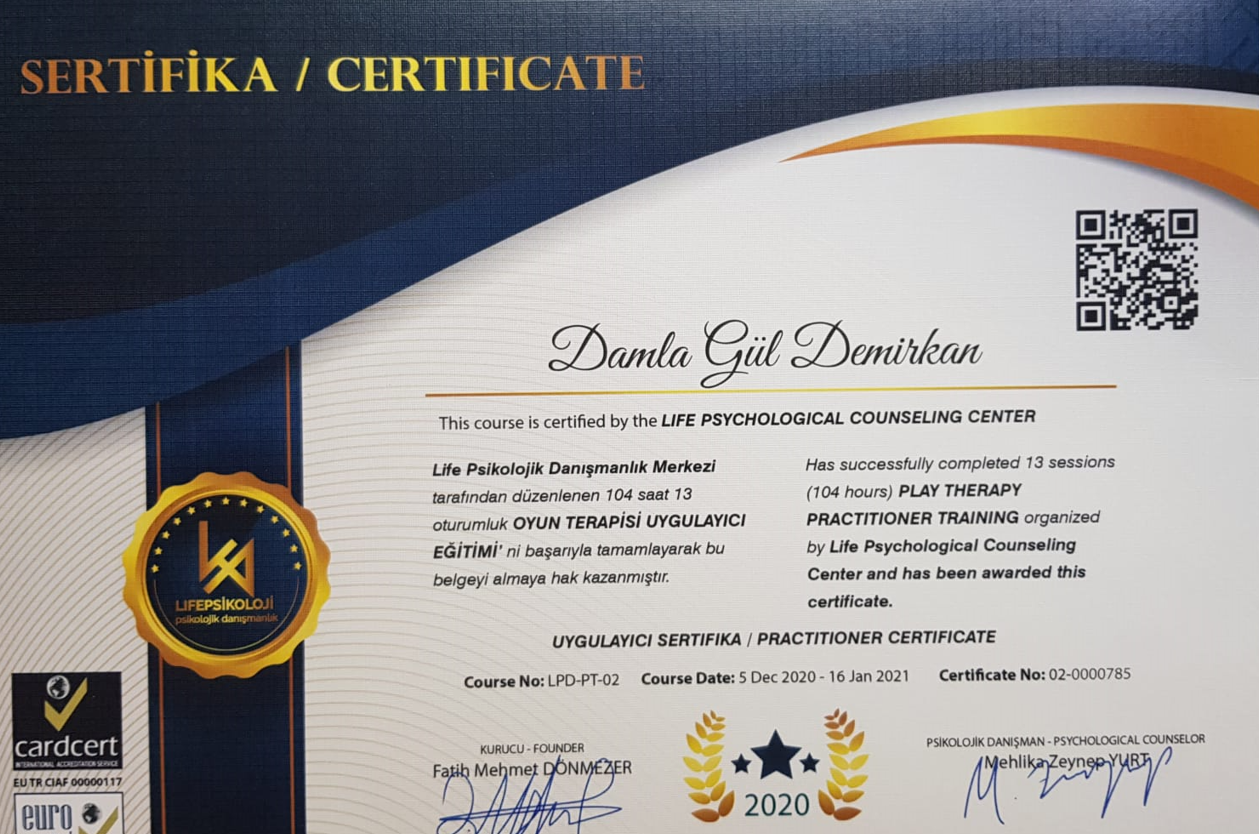 SERTİFİKA / CERTIFICATE
Damla Gül Demirkan
This course is certified by the LIFE PSYCHOLOGICAL COUNSELING CENTER
Life Psikolojik Danışmanlık Merkezi
tarafından düzenlenen 104 saat 13
oturumluk OYUN TERAPİSİ UYGULAYICI
EĞİTİMİ' ni başarıyla tamamlayarak bu
belgeyi almaya hak kazanmıştır.
Has successfully completed 13 sessions
(104 hours) PLAY THERAPY
PRACTITIONER TRAINING organized
by Life Psychological Counseling
Center and has been awarded this
certificate.
UYGULAYICI SERTIFIKA / PRACTITIONER CERTIFICATE
Course No: LPD-PT-02 Course Date: 5 Dec 2020 - 16 Jan 2021 Certificate No: 02-0000785
LIFEPSİKOLOJİ
psikolojik danışmanlık
cardcert
INTERNATIONAL ACCREDITATION SERVICE
EU TR CIAF 00000117
euro
KURUCU - FOUNDER
Fatih Mehmet DÖNMEZER
2020
PSİKOLOJİK DANIŞMAN - PSYCHOLOGICAL COUNSELOR
Mehlika Zeynep YURT